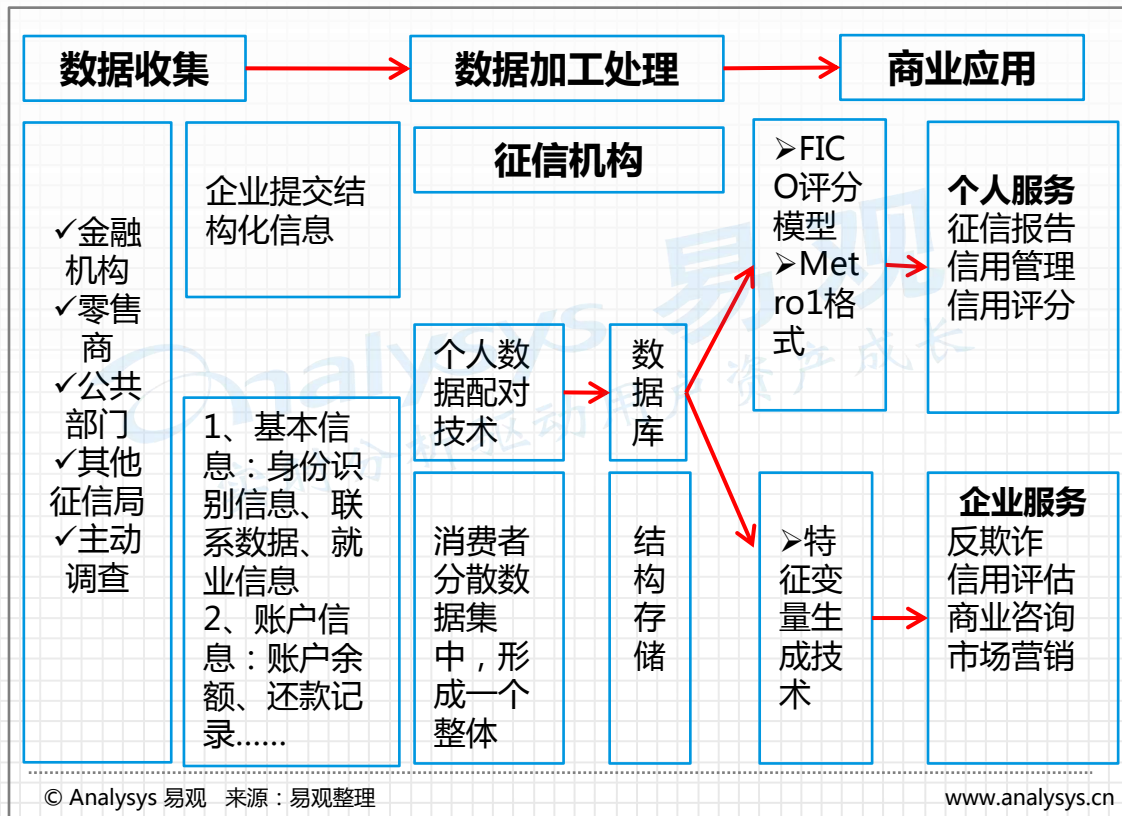 数据收集
数据加工处理
商业应用
✓金融
机构
✓零售
商
✓公共
部门
✓其他
征信局
✓主动
调查
企业提交结
构化信息
1、基本信
息：身份识
别信息、联
系数据、就
业信息
2、账户信
息：账户余
额、还款记
录……
征信机构
个人数
据配对
技术
数
据
库
消费者
分散数
据集
中，形
成一个
整体
结
构
存
储
➢FIC
O评分
模型
➢Met
ro1格
式
➢特
征变
量生
成技
术
个人服务
征信报告
信用管理
信用评分
企业服务
反欺诈
信用评估
商业咨询
市场营销
Analysys 易观
© Analysys 易观 来源：易观整理
www.analysys.cn